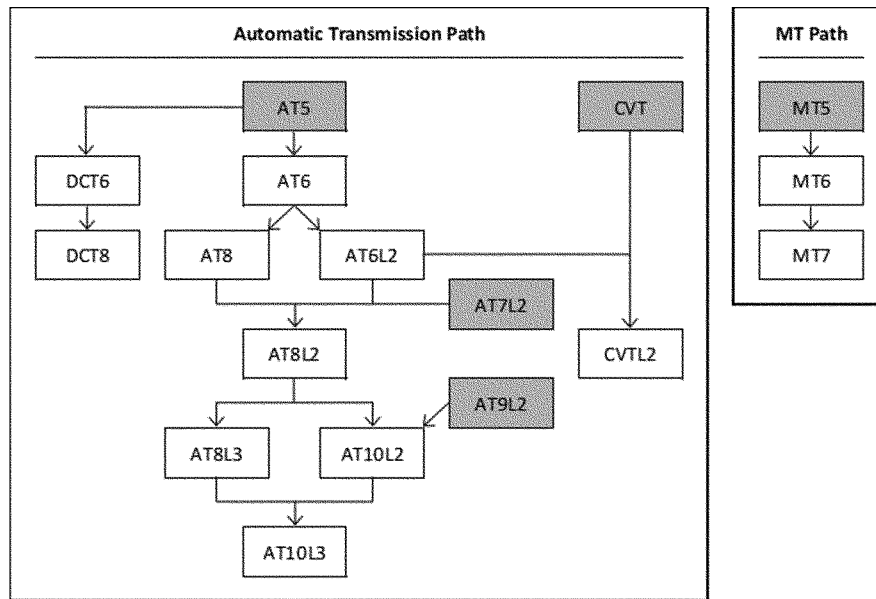 Automatic Transmission Path
MT Path
AT5
CVT
MT5
DCT6
AT6
MT6
DCT8
AT8
AT6L2
MT7
AT7L2
AT8L2
CVTL2
AT9L2
AT8L3
AT10L2
AT10L3